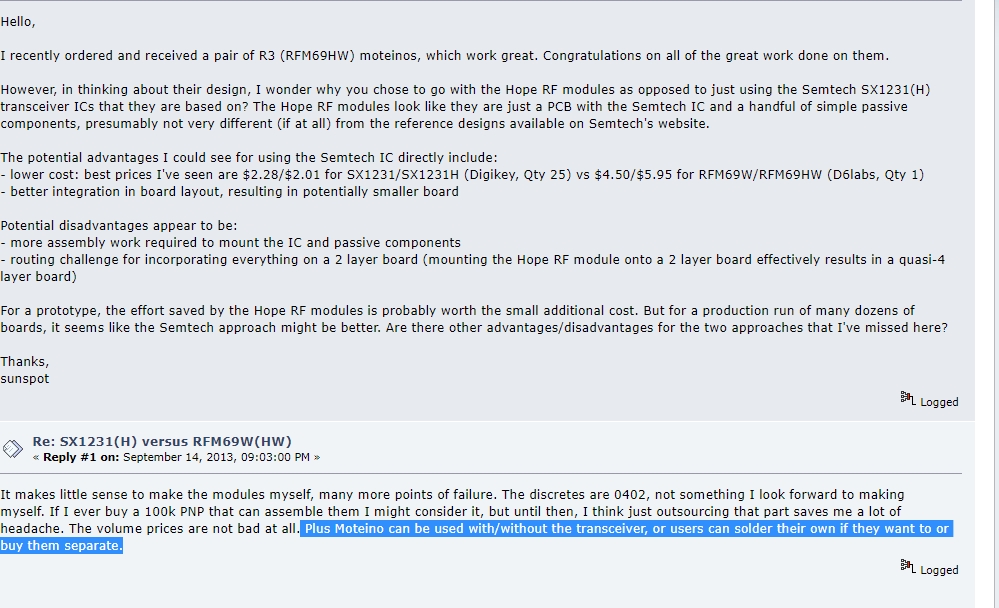 Hello,
I recently ordered and received a pair of R3 (RFM69HW) moteinos, which work great. Congratulations on all of the great work done on them.
However, in thinking about their design, I wonder why you chose to go with the Hope RF modules as opposed to just using the Semtech SX1231(H)
transceiver ICs that they are based on? The Hope RF modules look like they are just a PCB with the Semtech IC and a handful of simple passive
components, presumably not very different (if at all) from the reference designs available on Semtech's website.
The potential advantages I could see for using the Semtech IC directly include:
- lower cost: best prices I've seen are $2.28/$2.01 for SX1231/SX1231H (Digikey, Qty 25) vs $4.50/$5.95 for RFM69W/RFM69HW (D6labs, Qty 1)
- better integration in board layout, resulting in potentially smaller board
Potential disadvantages appear to be:
- more assembly work required to mount the IC and passive components
- routing challenge for incorporating everything on a 2 layer board (mounting the Hope RF module onto a 2 layer board effectively results in a quasi-4
layer board)
For a prototype, the effort saved by the Hope RF modules is probably worth the small additional cost. But for a production run of many dozens of
boards, it seems like the Semtech approach might be better. Are there other advantages/disadvantages for the two approaches that I've missed here?
Thanks,
sunspot
Logged
Re: SX1231(H) versus RFM69W(HW)
« Reply #1 on: September 14, 2013, 09:03:00 PM »
It makes little sense to make the modules myself, many more points of failure. The discretes are 0402, not something I look forward to making
myself. If I ever buy a 100k PNP that can assemble them I might consider it, but until then, I think just outsourcing that part saves me a lot of
headache. The volume prices are not bad at all. Plus Moteino can be used with/without the transceiver, or users can solder their own if they want to or
buy them separate.
Logged